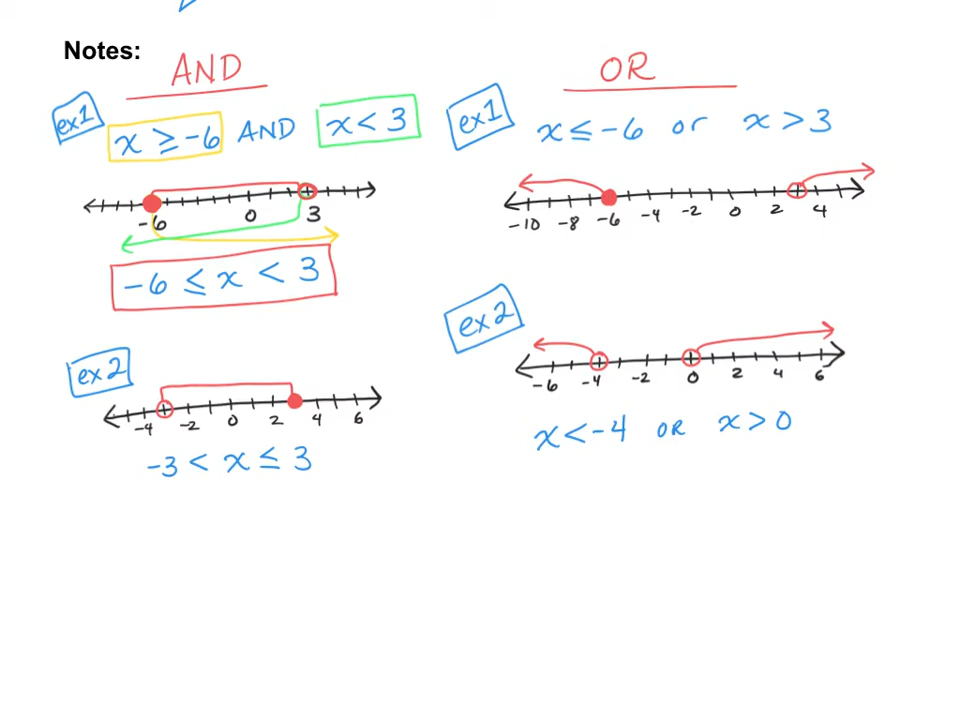 Notes:
AND
ex1
x ≥ -6 AND x < 3
-6 0 3
-6 ≤ x < 3
ex2
-4 -2 0 2 4 6
-3 < x ≤ 3
OR
ex1
x ≤ -6 or x > 3
-10 -8 -6 -4 -2 0 2 4
ex2
-6 -4 -2 0 2 4 6
x < -4 OR x > 0